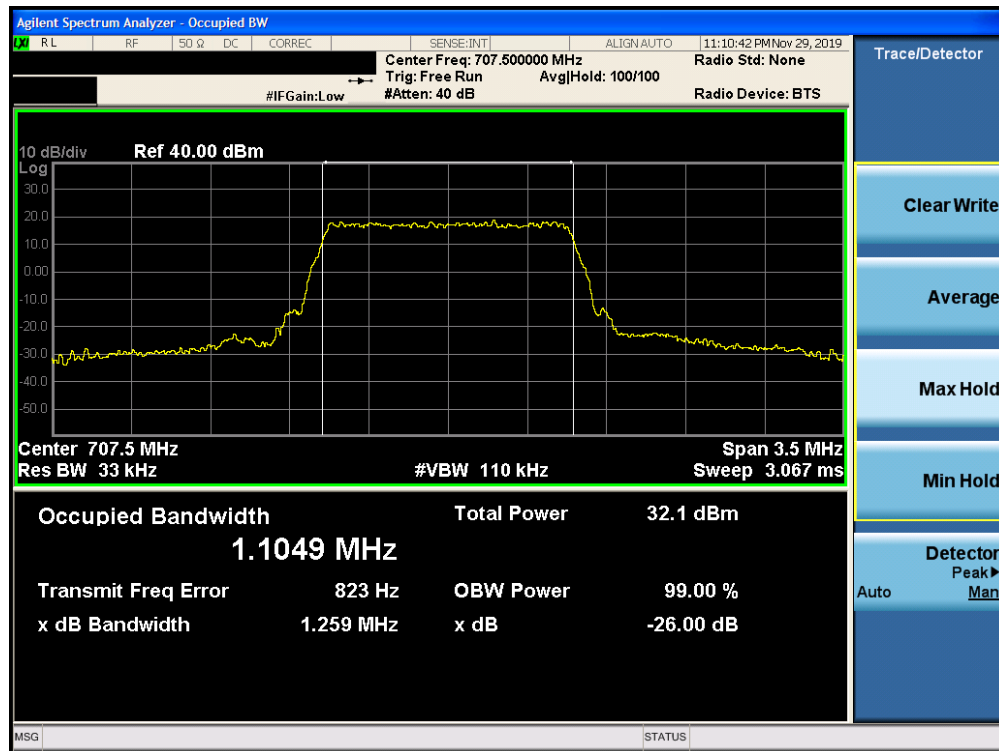 Agilent Spectrum Analyzer - Occupied BW
LXI RL RF 50 Ω DC CORREC SENSE:INT ALIGN AUTO 11:10:42 PM Nov 29, 2019
Center Freq: 707.500000 MHz Radio Std: None
Trig: Free Run Avg|Hold: 100/100
#IFGain:Low #Atten: 40 dB Radio Device: BTS
10 dB/div Ref 40.00 dBm
Log
30.0
20.0
10.0
0.00
-10.0
-20.0
-30.0
-40.0
-50.0
Center 707.5 MHz Span 3.5 MHz
Res BW 33 kHz #VBW 110 kHz Sweep 3.067 ms
Occupied Bandwidth Total Power 32.1 dBm
1.1049 MHz
Transmit Freq Error 823 Hz OBW Power 99.00 %
x dB Bandwidth 1.259 MHz x dB -26.00 dB
MSG STATUS
Trace/Detector
Clear Write
Average
Max Hold
Min Hold
Detector
Peak▶
Auto Man